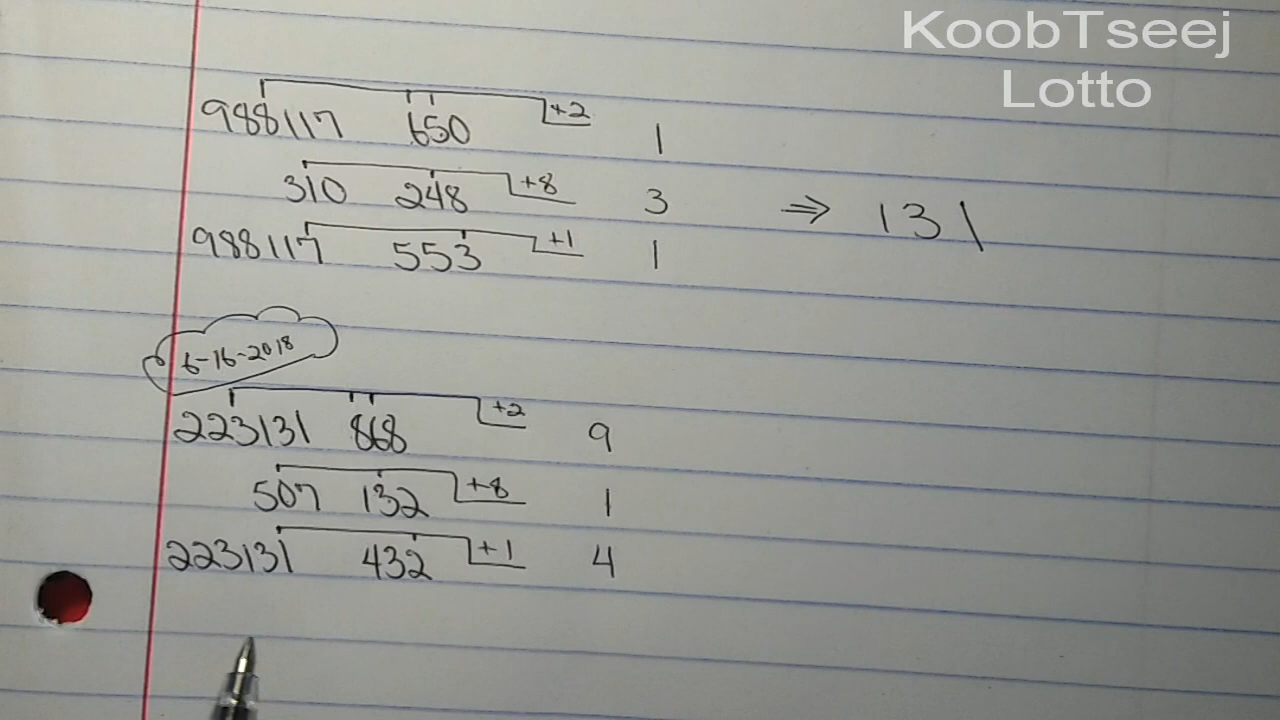 KoobTseej
Lotto
988117 650 +2 1
310 248 +8 3 ⇒ 131
988117 553 +1 1
6-16-2018
223131 868 +2 9
507 132 +8 1
223131 432 +1 4